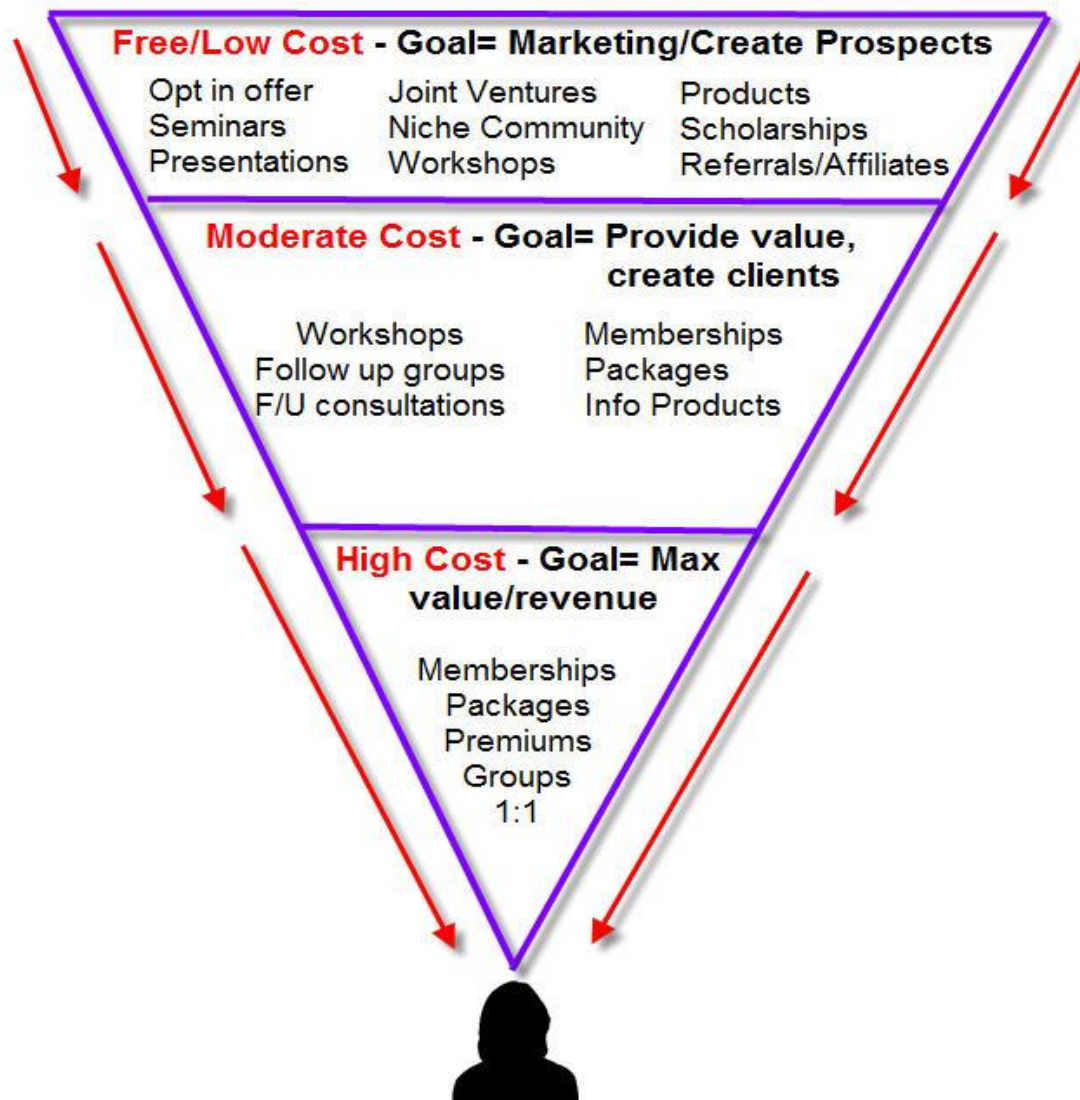 Free/Low Cost - Goal= Marketing/Create Prospects
Opt in offer
Seminars
Presentations
Joint Ventures
Niche Community
Workshops
Products
Scholarships
Referrals/Affiliates
Moderate Cost - Goal= Provide value,
create clients
Workshops
Follow up groups
F/U consultations
Memberships
Packages
Info Products
High Cost - Goal= Max
value/revenue
Memberships
Packages
Premiums
Groups
1:1